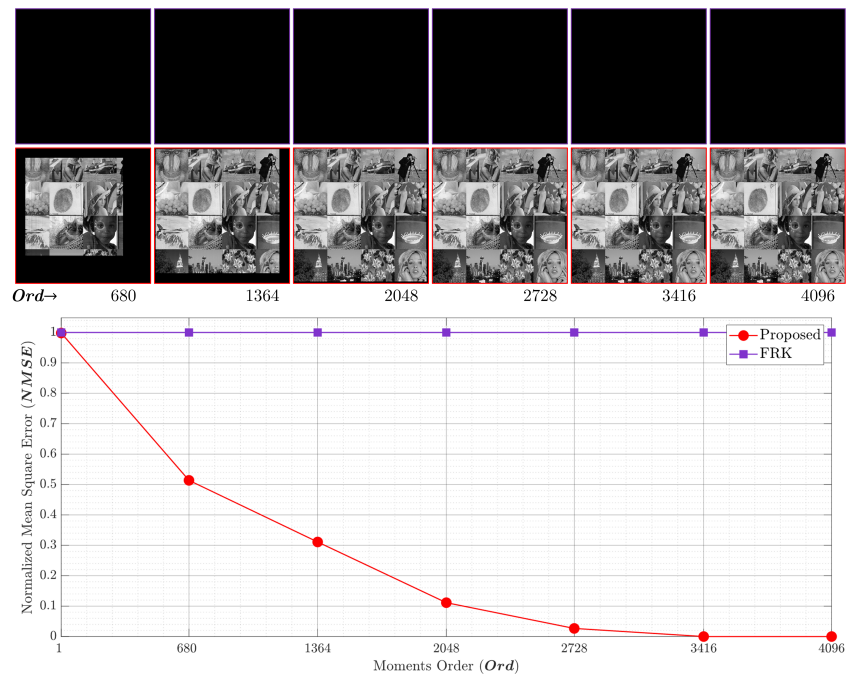 Ord→ 680 1364 2048 2728 3416 4096
Proposed
FRK
1
0.9
0.8
0.7
0.6
0.5
0.4
0.3
0.2
0.1
0
Normalized Mean Square Error (NMSE)
1 680 1364 2048 2728 3416 4096
Moments Order (Ord)